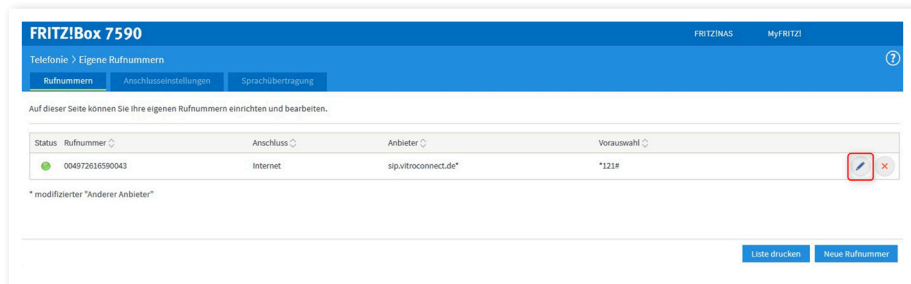 FRITZ!Box 7590 FRITZ!NAS MyFRITZ!
Telefonie > Eigene Rufnummern ?
Rufnummern Anschlusseinstellungen Sprachübertragung
Auf dieser Seite können Sie Ihre eigenen Rufnummern einrichten und bearbeiten.
Status Rufnummer Anschluss Anbieter Vorauswahl
004972616590043 Internet sip.vitroconnect.de* *121#
* modifizierter "Anderer Anbieter"
Liste drucken Neue Rufnummer